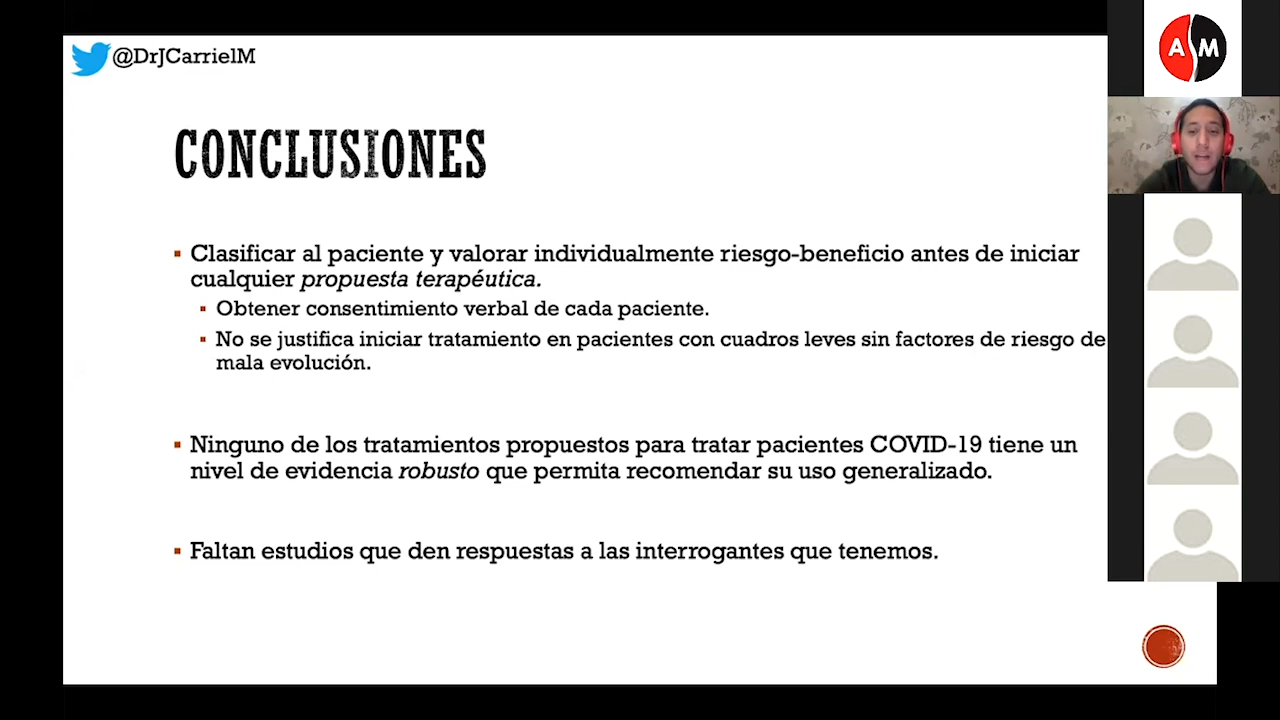 @DrJCarrielM
CONCLUSIONES
Clasificar al paciente y valorar individualmente riesgo-beneficio antes de iniciar
cualquier propuesta terapéutica.
Obtener consentimiento verbal de cada paciente.
No se justifica iniciar tratamiento en pacientes con cuadros leves sin factores de riesgo de
mala evolución.
Ninguno de los tratamientos propuestos para tratar pacientes COVID-19 tiene un
nivel de evidencia robusto que permita recomendar su uso generalizado.
Faltan estudios que den respuestas a las interrogantes que tenemos.
A M